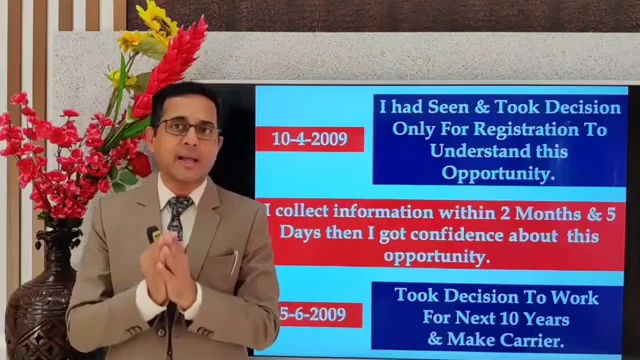 10-4-2009
I had Seen & Took Decision
Only For Registration To
Understand this
Opportunity.
I collect information within 2 Months & 5
Days then I got confidence about this
opportunity.
5-6-2009
Took Decision To Work
For Next 10 Years
& Make Carrier.